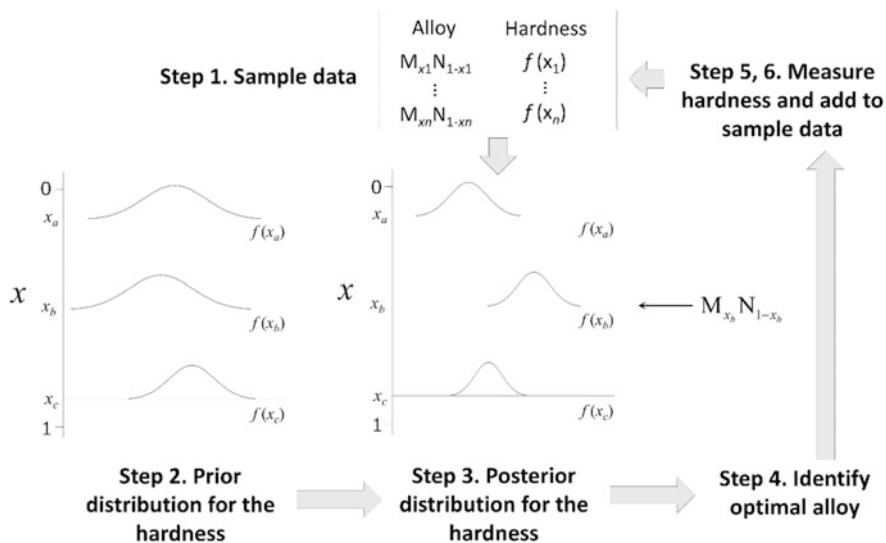 Alloy Hardness
Step 1. Sample data
M_{x1}N_{1-x1} f(x_1)
⋮ ⋮
M_{xn}N_{1-xn} f(x_n)
Step 5, 6. Measure
hardness and add to
sample data
0
x_a
f(x_a)
x
x_b
f(x_b)
x_c
f(x_c)
1
0
x_a
f(x_a)
x
x_b
f(x_b)
M_{x_b}N_{1-x_b}
x_c
f(x_c)
1
Step 2. Prior
distribution for the
hardness
Step 3. Posterior
distribution for the
hardness
Step 4. Identify
optimal alloy